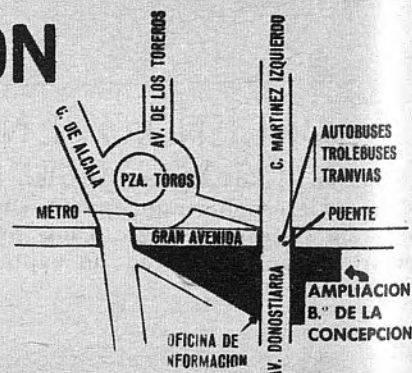 ON
AV. DE LOS TOREROS
C. MARTINEZ IZQUIERDO
C. DE ALCALA
PZA. TOROS
AUTOBUSES
TROLEBUSES
TRANVIAS
METRO
PUENTE
GRAN AVENIDA
AMPLIACION
B.º DE LA
CONCEPCION
OFICINA DE
NFORMACION
AV. DONOSTIARRA